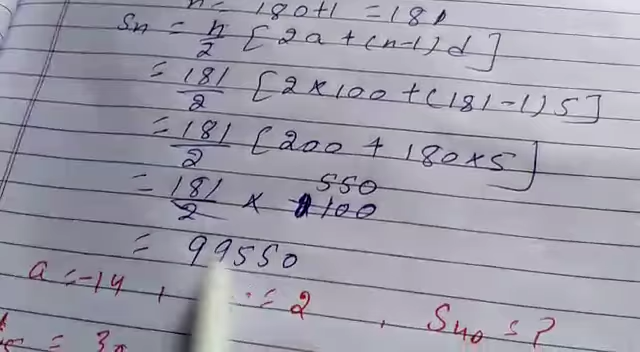 n = 180+1 = 181
Sn = n/2 [2a + (n-1)d]
= 181/2 [2×100 + (181-1)5]
= 181/2 [200 + 180×5]
550
= 181/2 × 1100
= 99550
a = -14, = 2, S40 = ?
= 30